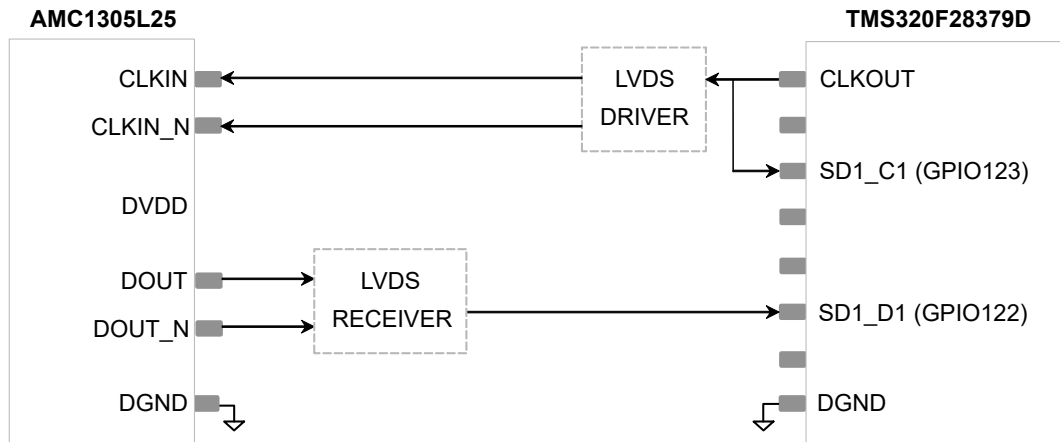 AMC1305L25
TMS320F28379D
CLKIN
CLKIN_N
DVDD
DOUT
DOUT_N
DGND
LVDS
DRIVER
LVDS
RECEIVER
CLKOUT
SD1_C1 (GPIO123)
SD1_D1 (GPIO122)
DGND